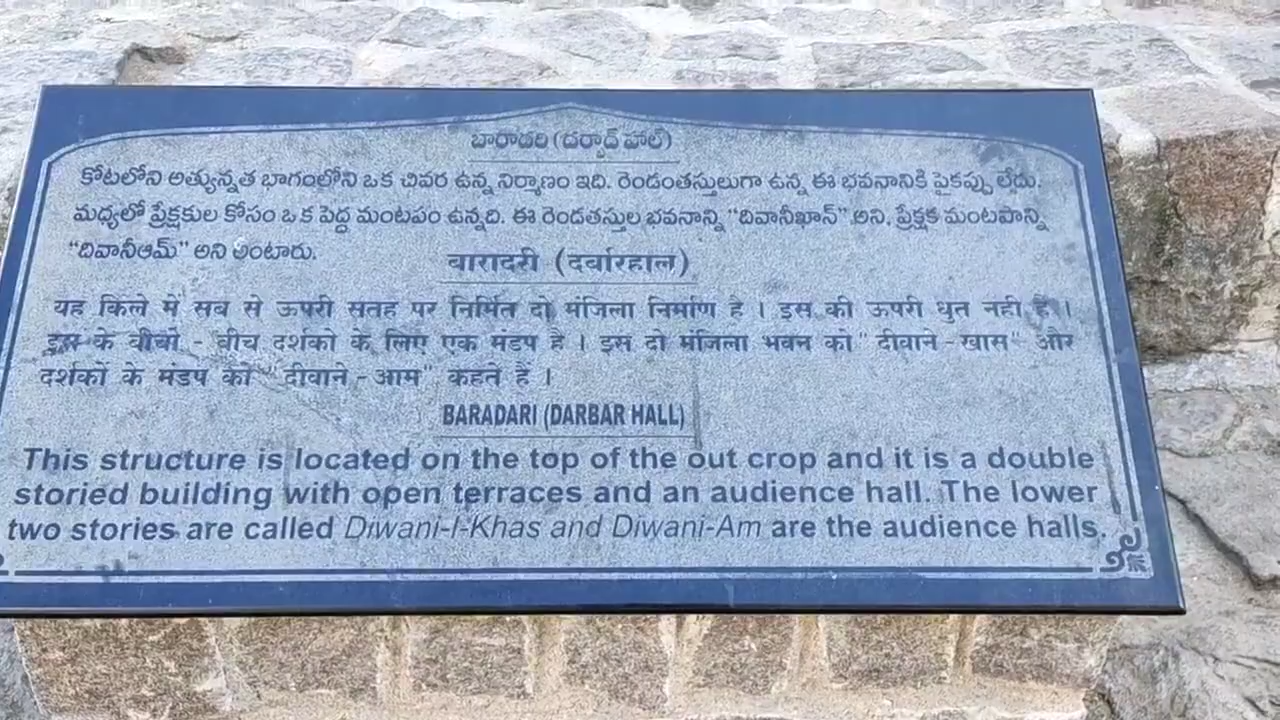 బారాదరి (దర్బార్ హాల్)
కోటలోని అత్యున్నత భాగంలోని ఒక చివర ఉన్న నిర్మాణం ఇది. రెండంతస్తులుగా ఉన్న ఈ భవనానికి పైకప్పు లేదు.
మధ్యలో ప్రేక్షకుల కోసం ఒక పెద్ద మంటపం ఉన్నది. ఈ రెండతస్తుల భవనాన్ని "దివానీఖాన్" అని, ప్రేక్షక మంటపాన్ని
"దివానీఆమ్" అని అంటారు.
बारादरी (दर्बारहाल)
यह किले में सब से ऊपरी सतह पर निर्मित दो मंजिला निर्माण है । इस की ऊपरी धुत नही है ।
इस के बीचो - बीच दर्शको के लिए एक मंडप है । इस दो मंजिला भवन को " दीवाने - खास" और
दर्शकों के मंडप को " दीवाने - आम" कहते हैं ।
BARADARI (DARBAR HALL)
This structure is located on the top of the out crop and it is a double
storied building with open terraces and an audience hall. The lower
two stories are called Diwani-I-Khas and Diwani-Am are the audience halls.